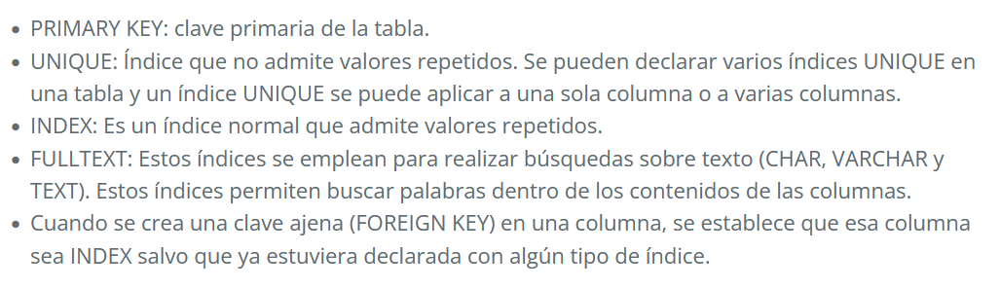 • PRIMARY KEY: clave primaria de la tabla.
• UNIQUE: Índice que no admite valores repetidos. Se pueden declarar varios índices UNIQUE en
una tabla y un índice UNIQUE se puede aplicar a una sola columna o a varias columnas.
• INDEX: Es un índice normal que admite valores repetidos.
• FULLTEXT: Estos índices se emplean para realizar búsquedas sobre texto (CHAR, VARCHAR y
TEXT). Estos índices permiten buscar palabras dentro de los contenidos de las columnas.
• Cuando se crea una clave ajena (FOREIGN KEY) en una columna, se establece que esa columna
sea INDEX salvo que ya estuviera declarada con algún tipo de índice.